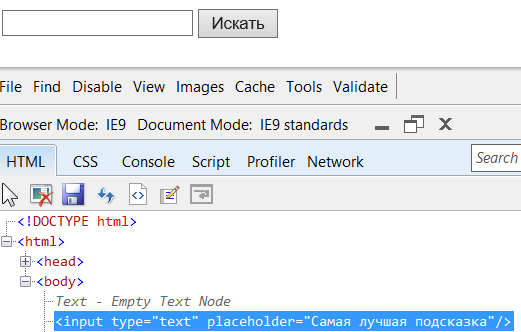 Искать
File Find Disable View Images Cache Tools Validate
Browser Mode: IE9 Document Mode: IE9 standards
HTML CSS Console Script Profiler Network Search
<!DOCTYPE html>
<html>
<head>
<body>
Text - Empty Text Node
<input type="text" placeholder="Самая лучшая подсказка"/>